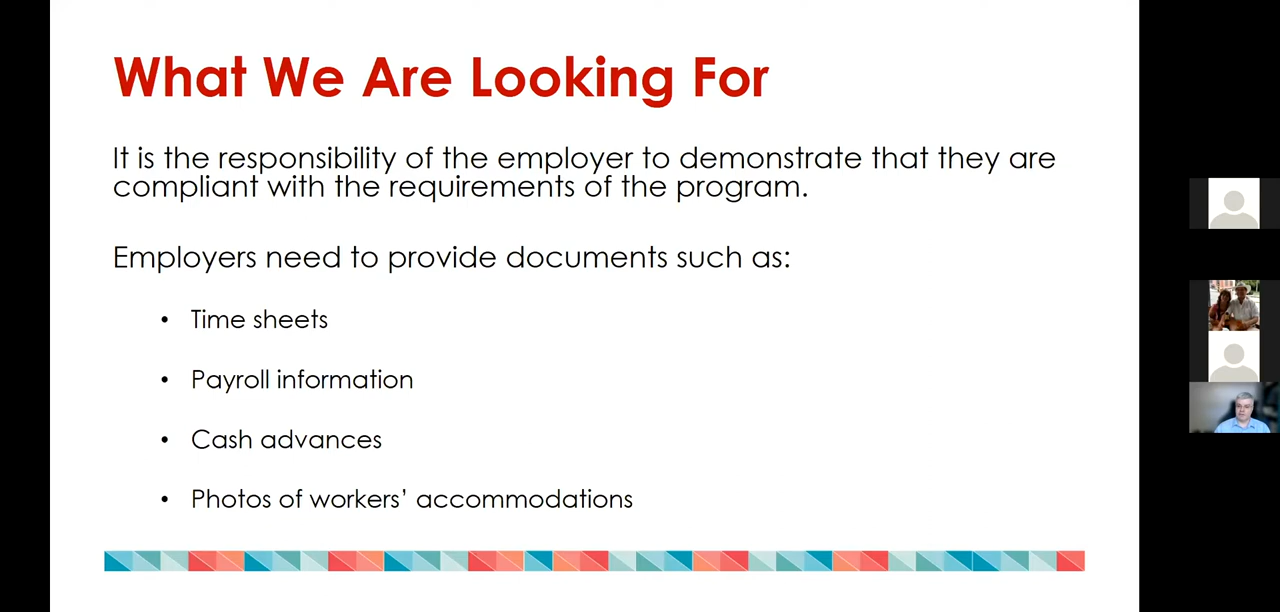 What We Are Looking For
It is the responsibility of the employer to demonstrate that they are
compliant with the requirements of the program.
Employers need to provide documents such as:
• Time sheets
• Payroll information
• Cash advances
• Photos of workers’ accommodations